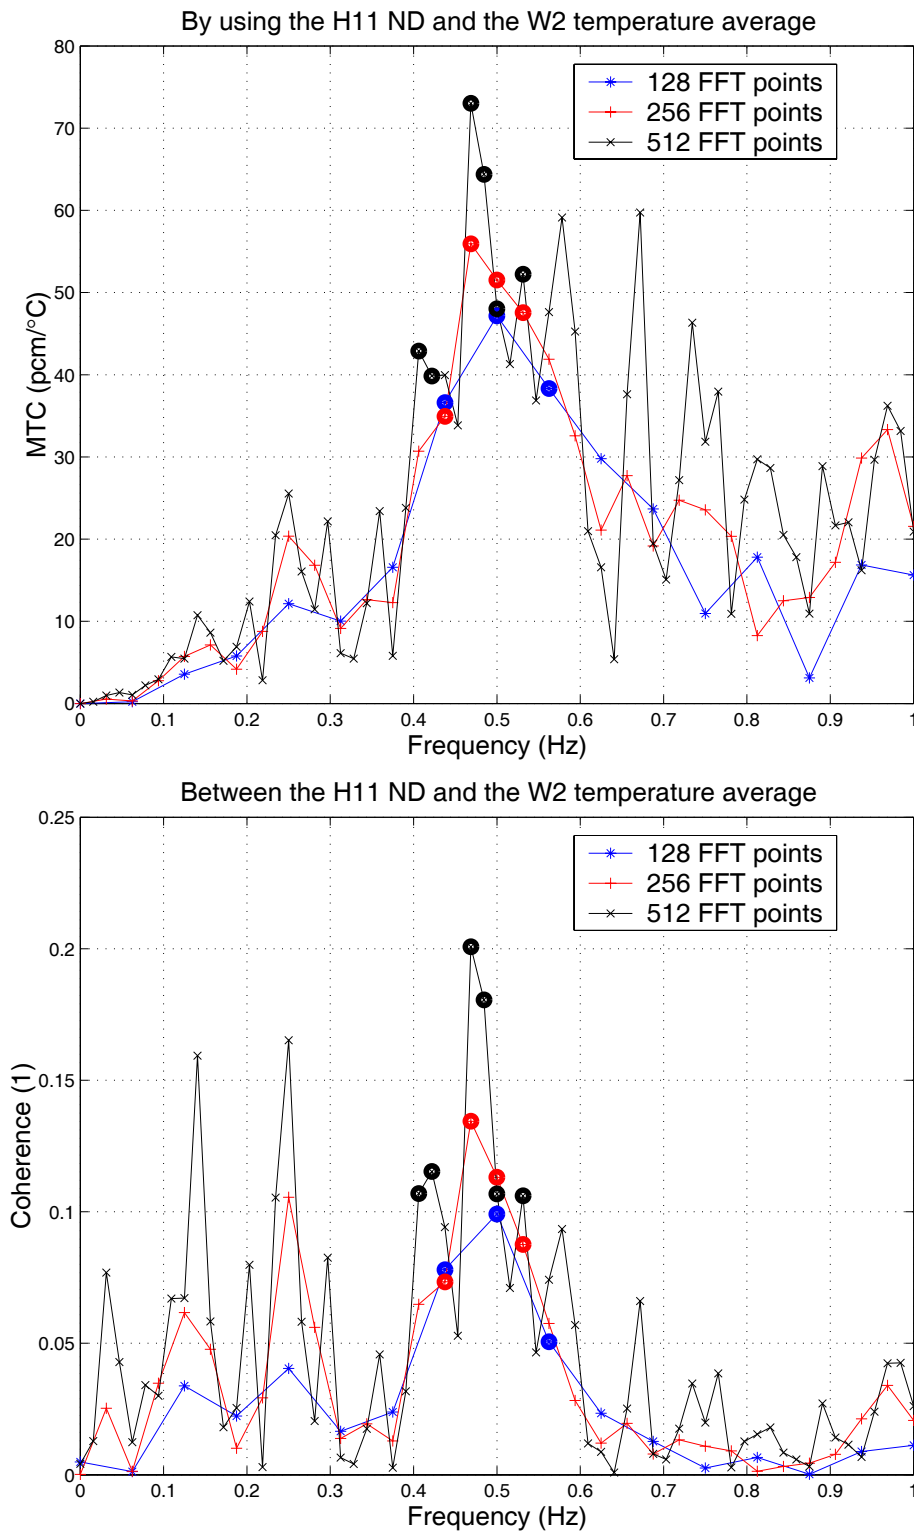 By using the H11 ND and the W2 temperature average
80
70
60
50
40
30
20
10
0
MTC (pcm/°C)
128 FFT points
256 FFT points
512 FFT points
0 0.1 0.2 0.3 0.4 0.5 0.6 0.7 0.8 0.9 1
Frequency (Hz)
Between the H11 ND and the W2 temperature average
0.25
0.2
0.15
0.1
0.05
0
Coherence (1)
128 FFT points
256 FFT points
512 FFT points
0 0.1 0.2 0.3 0.4 0.5 0.6 0.7 0.8 0.9 1
Frequency (Hz)